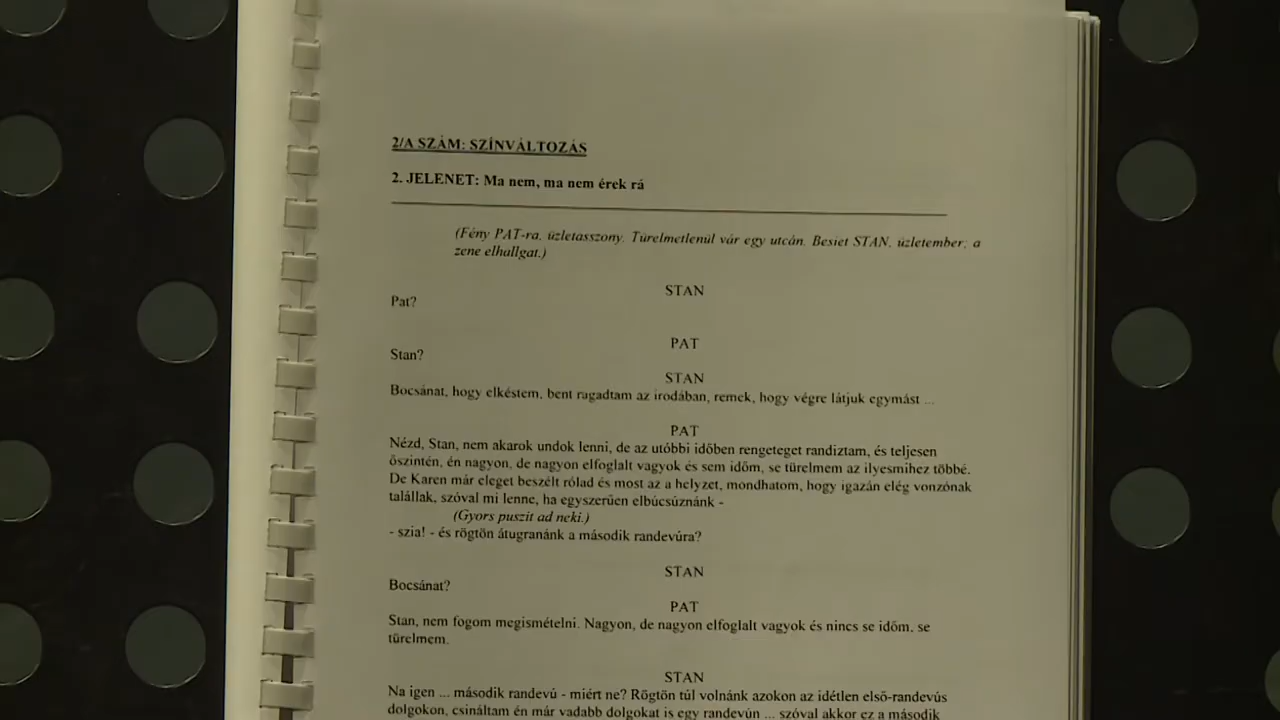 2/A SZÁM: SZÍNVÁLTOZÁS
2. JELENET: Ma nem, ma nem érek rá
(Fény PAT-ra, üzletasszony. Türelmetlenül vár egy utcán. Besiet STAN, üzletember; a
zene elhallgat.)
STAN
Pat?
PAT
Stan?
STAN
Bocsánat, hogy elkéstem, bent ragadtam az irodában, remek, hogy végre látjuk egymást ...
PAT
Nézd, Stan, nem akarok undok lenni, de az utóbbi időben rengeteget randiztam, és teljesen
őszintén, én nagyon, de nagyon elfoglalt vagyok és sem időm, se türelmem az ilyesmihez többé.
De Karen már eleget beszélt rólad és most az a helyzet, mondhatom, hogy igazán elég vonzónak
talállak, szóval mi lenne, ha egyszerűen elbúcsúznánk -
(Gyors puszit ad neki.)
- szia! - és rögtön átugranánk a második randevúra?
STAN
Bocsánat?
PAT
Stan, nem fogom megismételni. Nagyon, de nagyon elfoglalt vagyok és nincs se időm, se
türelmem.
STAN
Na igen ... második randevú - miért ne? Rögtön túl volnánk azokon az idétlen első-randevús
dolgokon, csináltam én már vadabb dolgokat is egy randevún ... szóval akkor ez a második